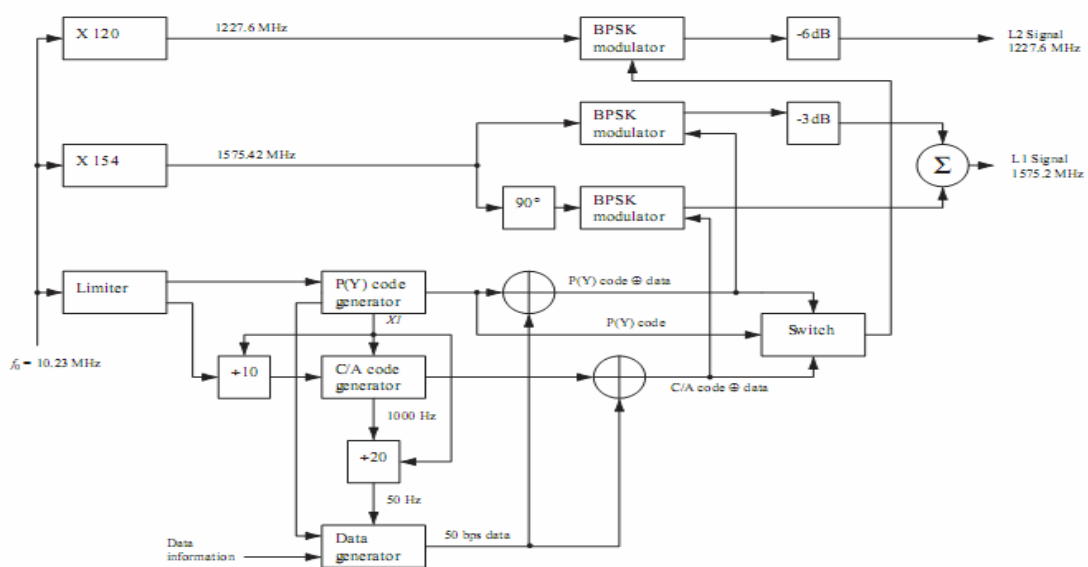 X 120
1227.6 MHz
BPSK
modulator
-6dB
L2 Signal
1227.6 MHz
X 154
1575.42 MHz
BPSK
modulator
-3dB
Σ
L1 Signal
1575.2 MHz
90°
BPSK
modulator
Limiter
P(Y) code
generator
X1
P(Y) code ⊕ data
P(Y) code
Switch
f₀ = 10.23 MHz
÷10
C/A code
generator
C/A code ⊕ data
1000 Hz
÷20
50 Hz
Data
information
Data
generator
50 bps data